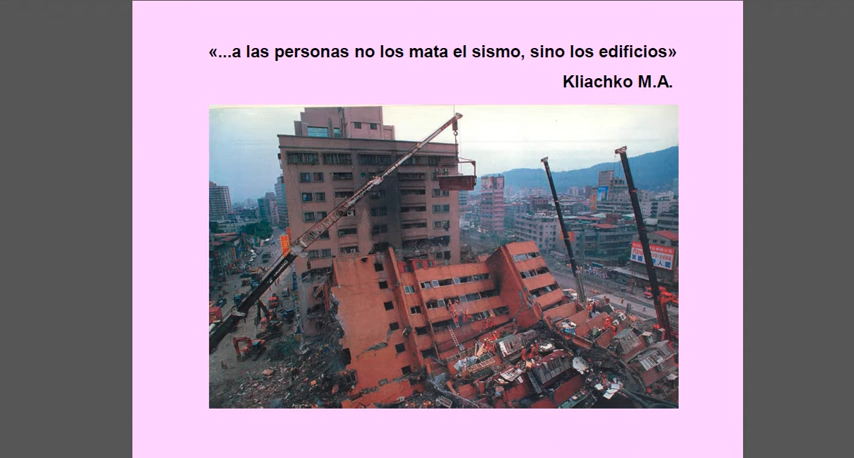 «...a las personas no los mata el sismo, sino los edificios»
Kliachko M.A.